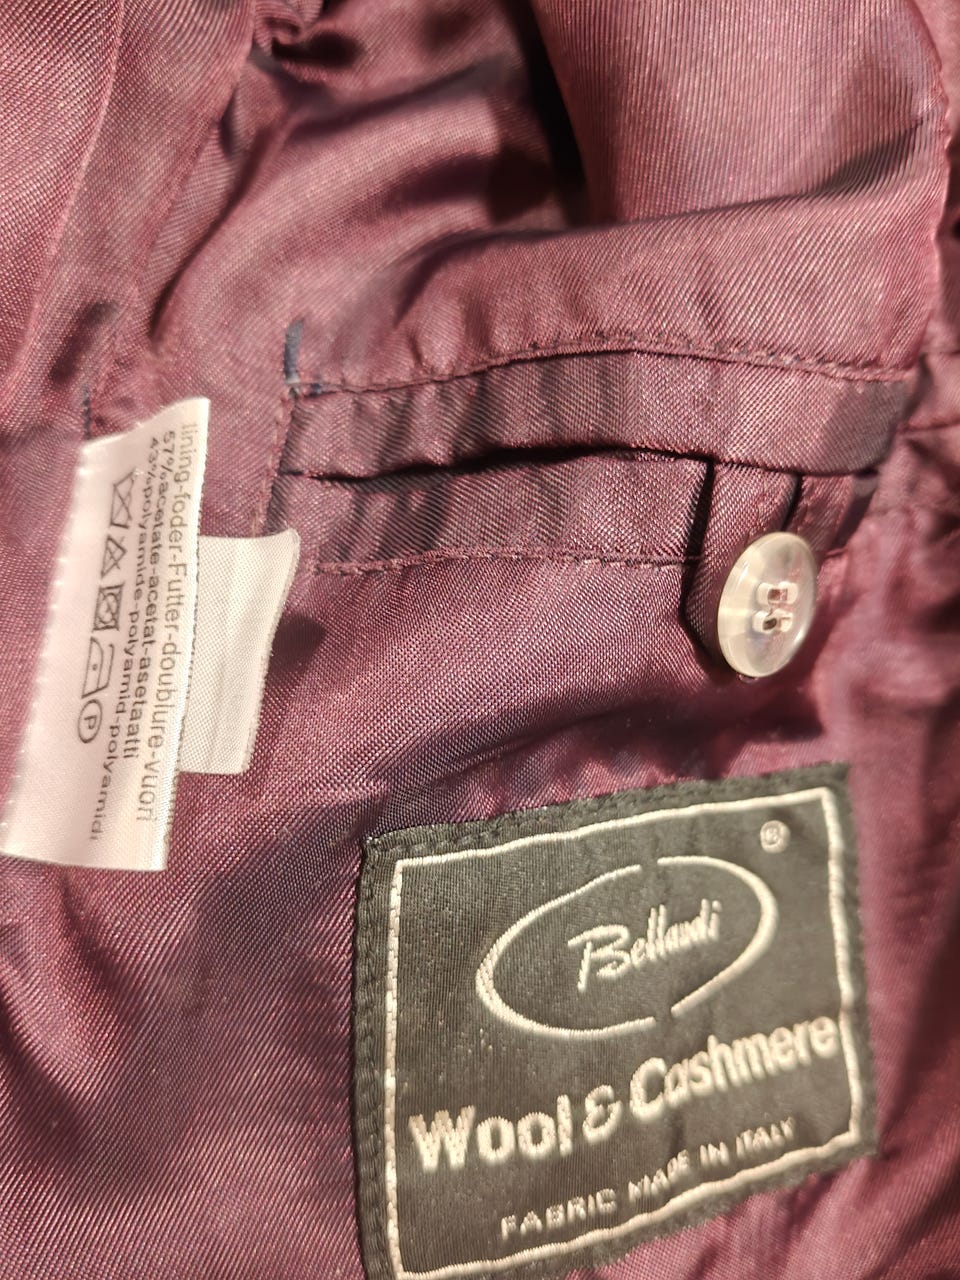 lining-foder-Futter-doublure-vuori
57%acetate-acetat-asetaatti
43%polyamide-polyamid-polyamidi
P
®
Bellandi
Wool & Cashmere
FABRIC MADE IN ITALY